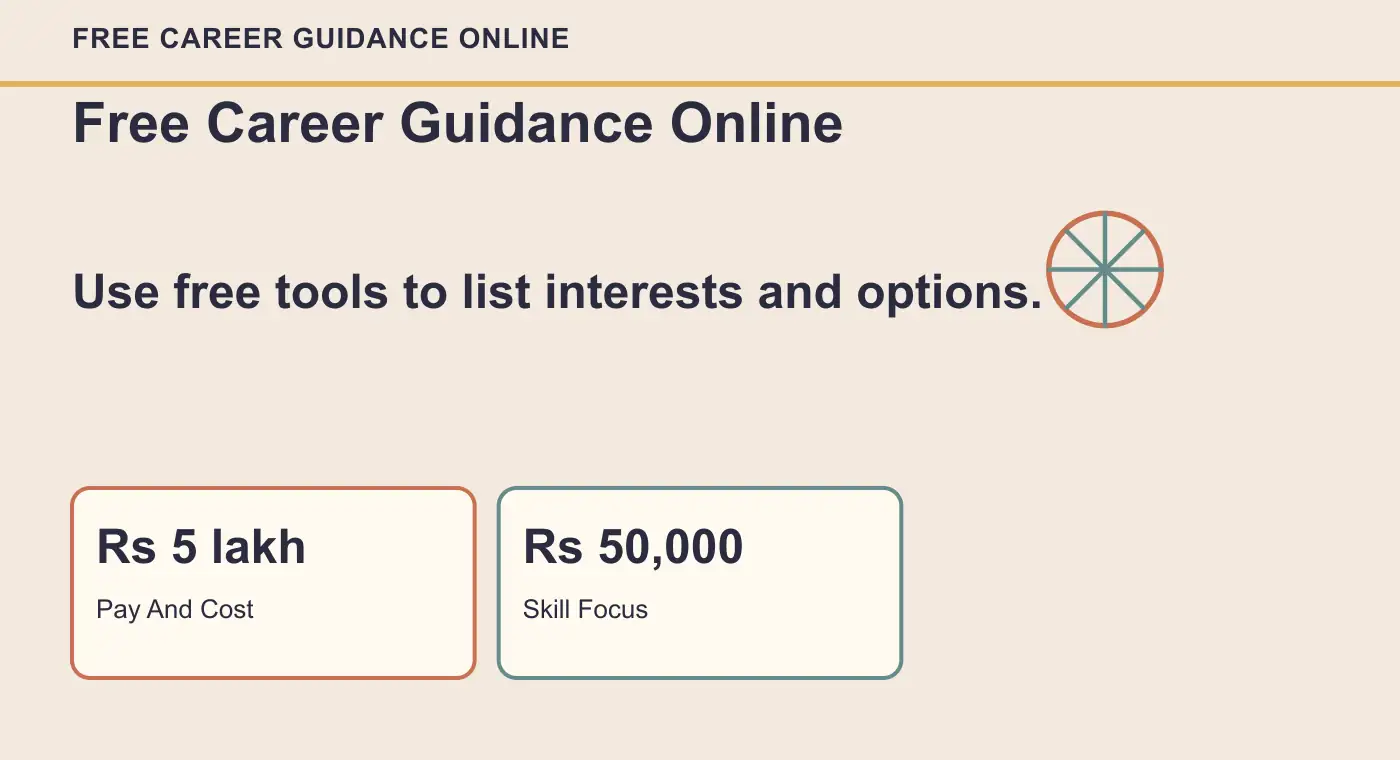 FREE CAREER GUIDANCE ONLINE
Free Career Guidance Online
Use free tools to list interests and options.
Rs 5 lakh
Pay And Cost
Rs 50,000
Skill Focus